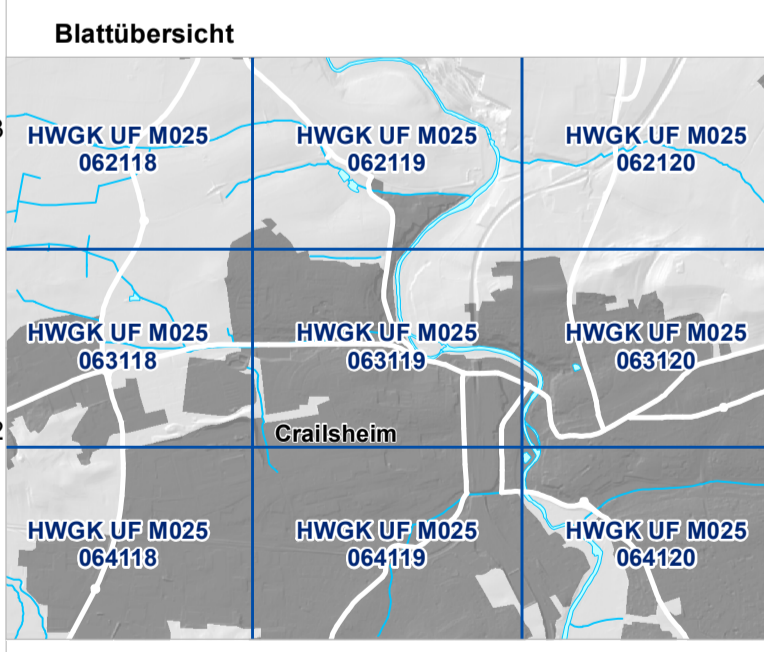 Blattübersicht
3
HWGK UF M025
062118
HWGK UF M025
062119
HWGK UF M025
062120
HWGK UF M025
063118
HWGK UF M025
063119
HWGK UF M025
063120
2
Crailsheim
HWGK UF M025
064118
HWGK UF M025
064119
HWGK UF M025
064120